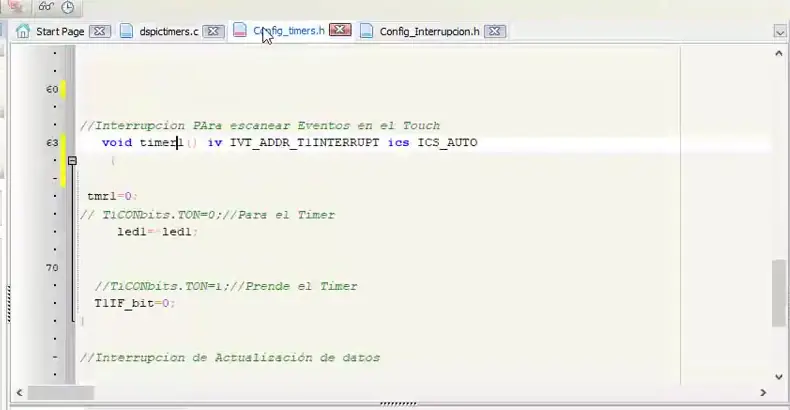 Start Page
dspictimers.c
Config_timers.h
Config_Interrupcion.h
60
//Interrupcion PAra escanear Eventos en el Touch
63
void timer1() iv IVT_ADDR_T1INTERRUPT ics ICS_AUTO
{
tmr1=0;
// T1CONbits.TON=0;//Para el Timer
led1=~led1;
70
//T1CONbits.TON=1;//Prende el Timer
T1IF_bit=0;
}
//Interrupcion de Actualización de datos